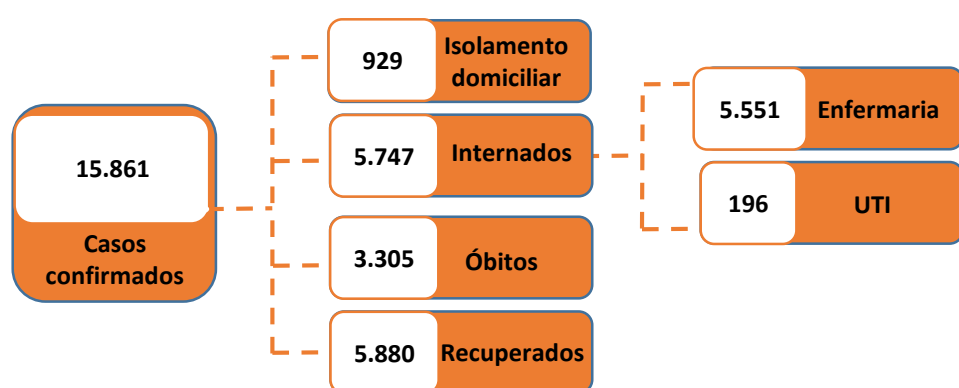 15.861
Casos
confirmados
929
Isolamento
domiciliar
5.747
Internados
3.305
Óbitos
5.880
Recuperados
5.551
Enfermaria
196
UTI